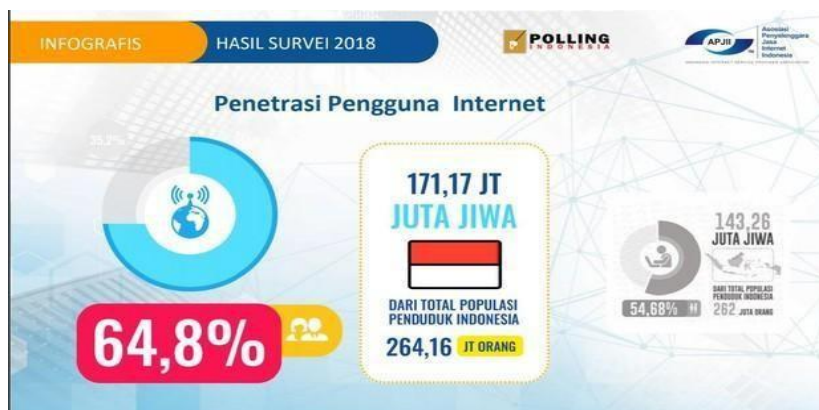 INFOGRAFIS
HASIL SURVEI 2018
POLLING
INDONESIA
APJII
Asosiasi
Penyelenggara
Jasa
Internet
Indonesia
Penetrasi Pengguna Internet
35,2%
64,8%
171,17 JT
JUTA JIWA
DARI TOTAL POPULASI
PENDUDUK INDONESIA
264,16 JT ORANG
143,26
JUTA JIWA
DARI TOTAL POPULASI
PENDUDUK INDONESIA
262 JUTA ORANG
54,68%